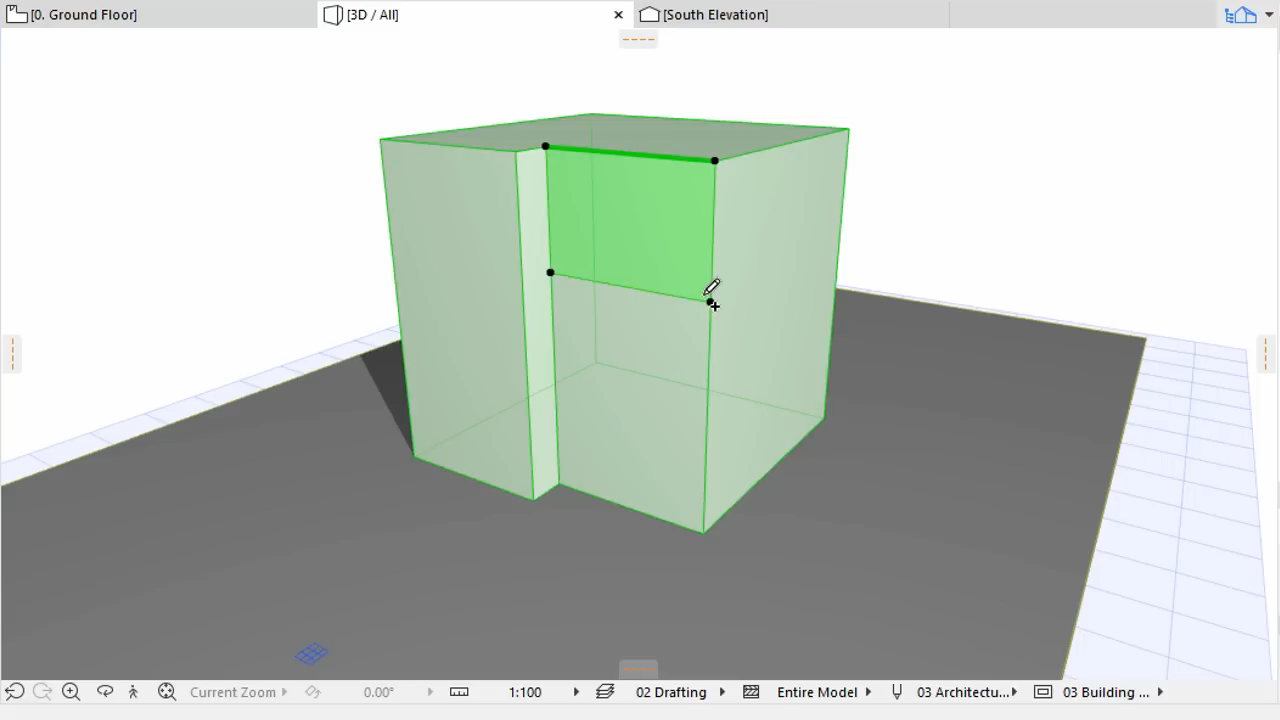 [0. Ground Floor]
[3D / All]
[South Elevation]
Current Zoom
0.00°
1:100
02 Drafting
Entire Model
03 Architectu...
03 Building ...